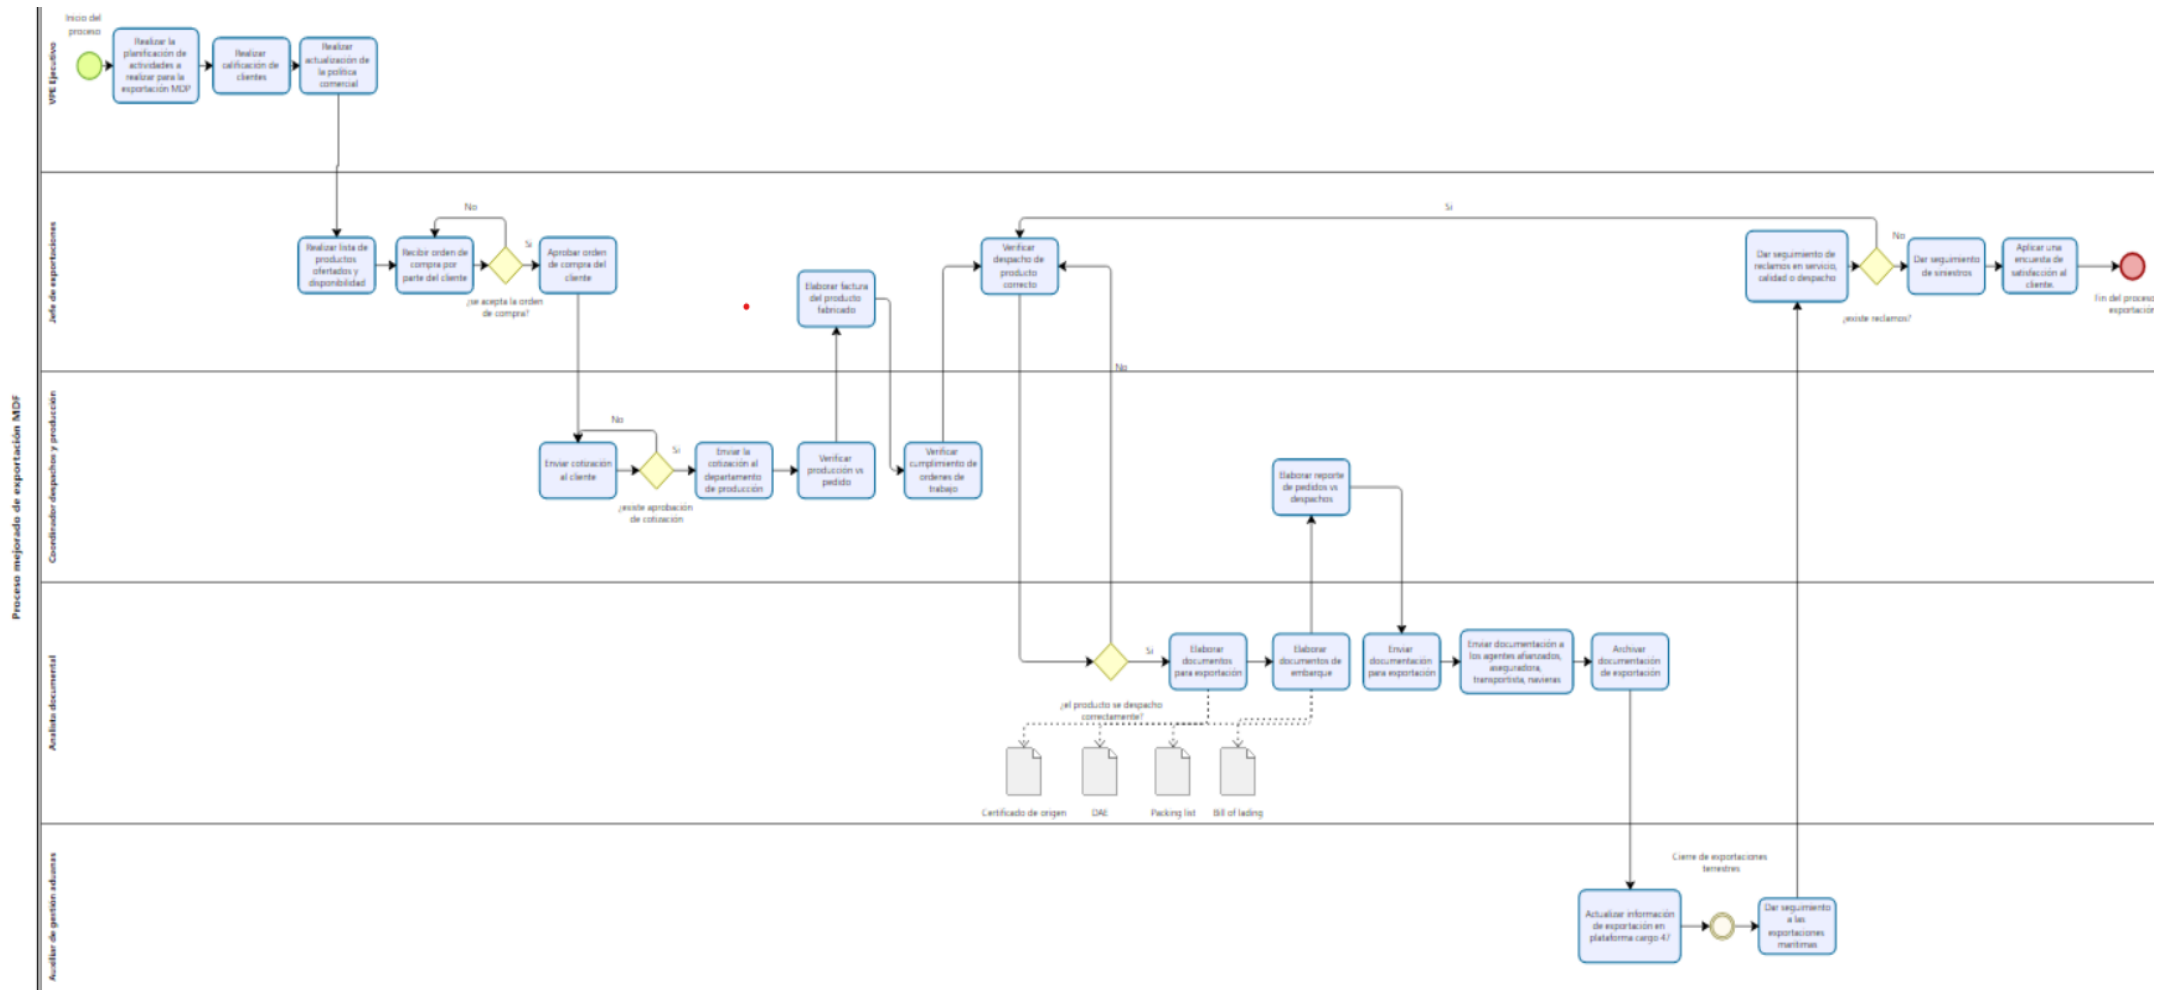 Proceso mejorado de exportación MDF
VPE Ejecutivo
Inicio del
proceso
Realizar la
planificación de
actividades a
realizar para la
exportación MDP
Realizar
calificación de
clientes
Realizar
actualización de
la política
comercial
Jefe de exportaciones
Realizar lista de
productos
ofertados y
disponibilidad
Recibir orden de
compra por
parte del cliente
No
Si
¿se acepta la orden
de compra?
Aprobar orden
de compra del
cliente
Elaborar factura
del producto
fabricado
Verificar
despacho de
producto
correcto
Si
No
Dar seguimiento de
reclamos en servicio,
calidad o despacho
¿existe reclamos?
No
Dar seguimiento
de siniestros
Aplicar una
encuesta de
satisfacción al
cliente.
Fin del proceso
exportación
Coordinador despachos y producción
Enviar cotización
al cliente
No
Si
¿existe aprobación
de cotización
Enviar la
cotización al
departamento
de producción
Verificar
producción vs
pedido
Verificar
cumplimiento de
ordenes de
trabajo
Elaborar reporte
de pedidos vs
despachos
Analista documental
¿el producto se despacho
correctamente?
Si
Elaborar
documentos
para exportación
Elaborar
documentos de
embarque
Enviar
documentación
para exportación
Enviar documentación a
los agentes afianzados,
aseguradora,
transportista, navieras
Archivar
documentación
de exportación
Certificado de origen
DAE
Packing list
Bill of lading
Auxiliar de gestión aduanas
Actualizar información
de exportación en
plataforma cargo 47
Cierre de exportaciones
terrestres
Dar seguimiento
a las
exportaciones
marítimas